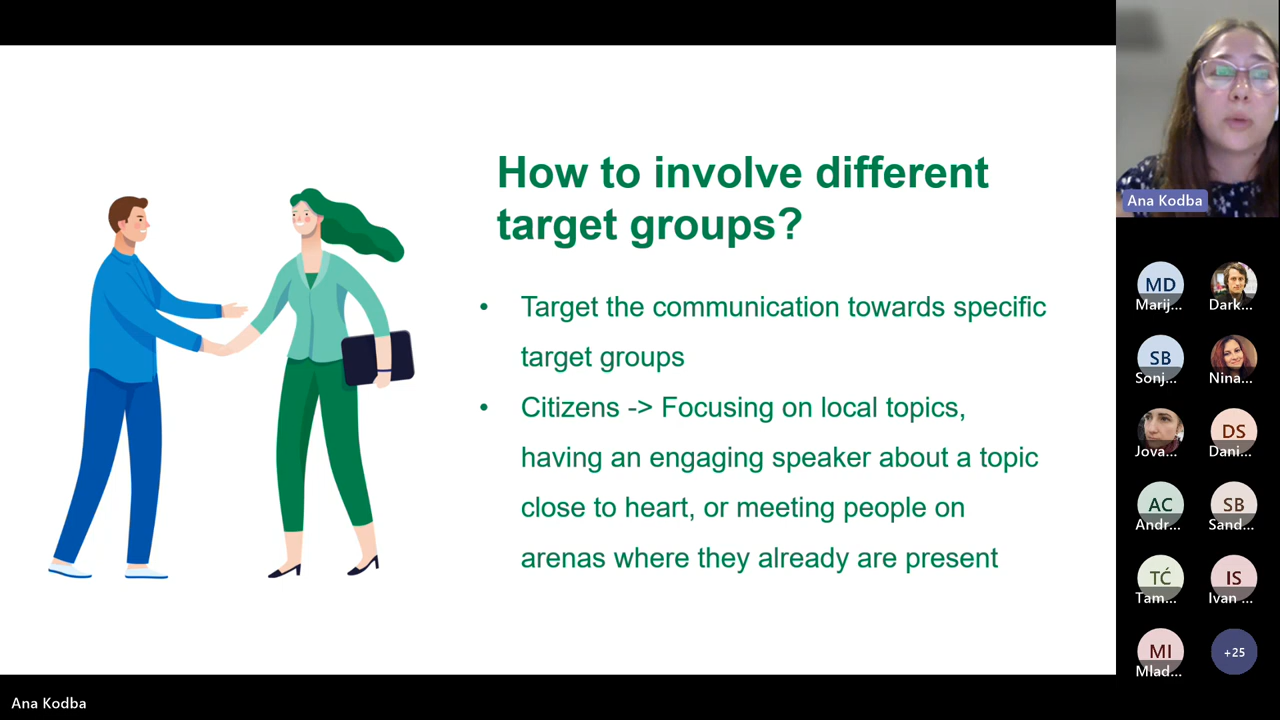 How to involve different
target groups?
• Target the communication towards specific
target groups
• Citizens -> Focusing on local topics,
having an engaging speaker about a topic
close to heart, or meeting people on
arenas where they already are present
Ana Kodba
MD
Marij...
Dark...
SB
Sonj...
Nina...
Jova...
DS
Dani...
AC
Andr...
SB
Sand...
TĆ
Tam...
IS
Ivan ...
MI
Mlad...
+25
Ana Kodba